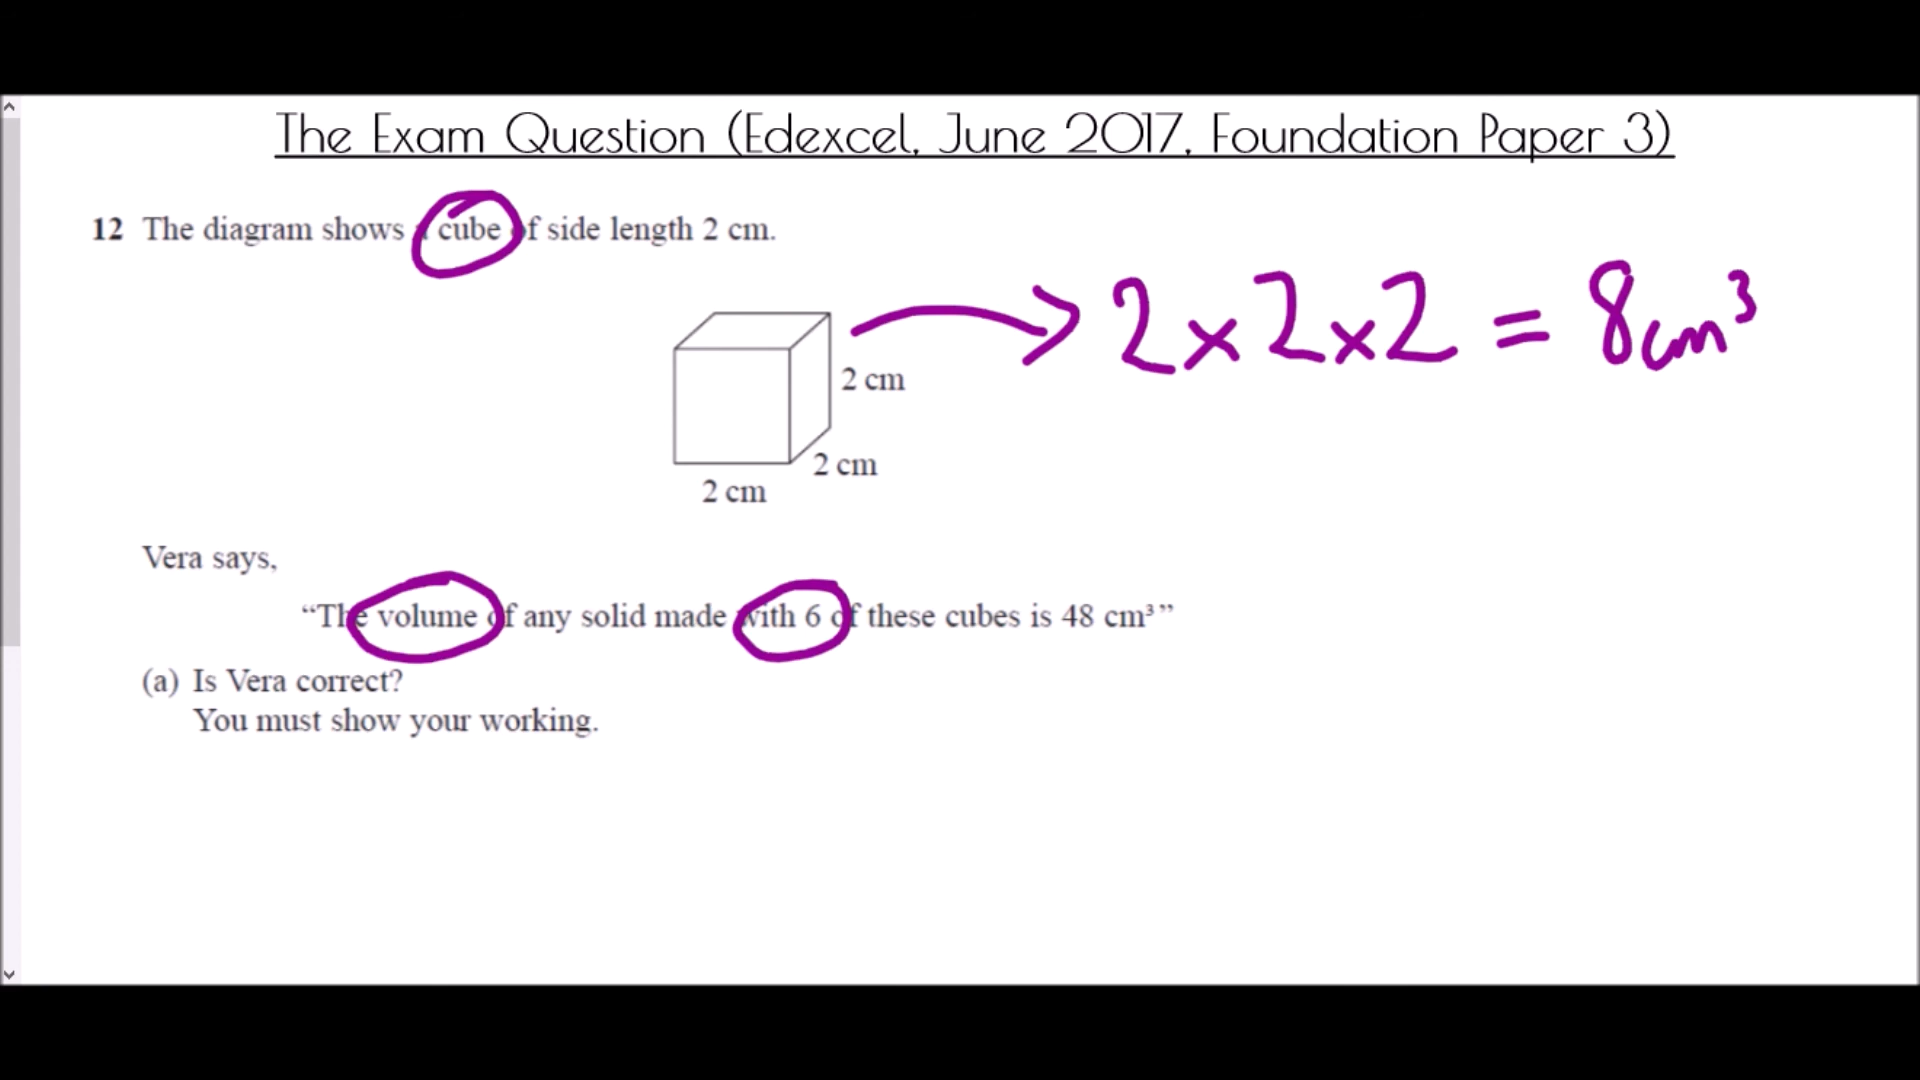 The Exam Question (Edexcel, June 2017, Foundation Paper 3)
12 The diagram shows a cube of side length 2 cm.
2 × 2 × 2 = 8cm³
2 cm
2 cm
2 cm
Vera says,
“The volume of any solid made with 6 of these cubes is 48 cm³”
(a) Is Vera correct?
You must show your working.